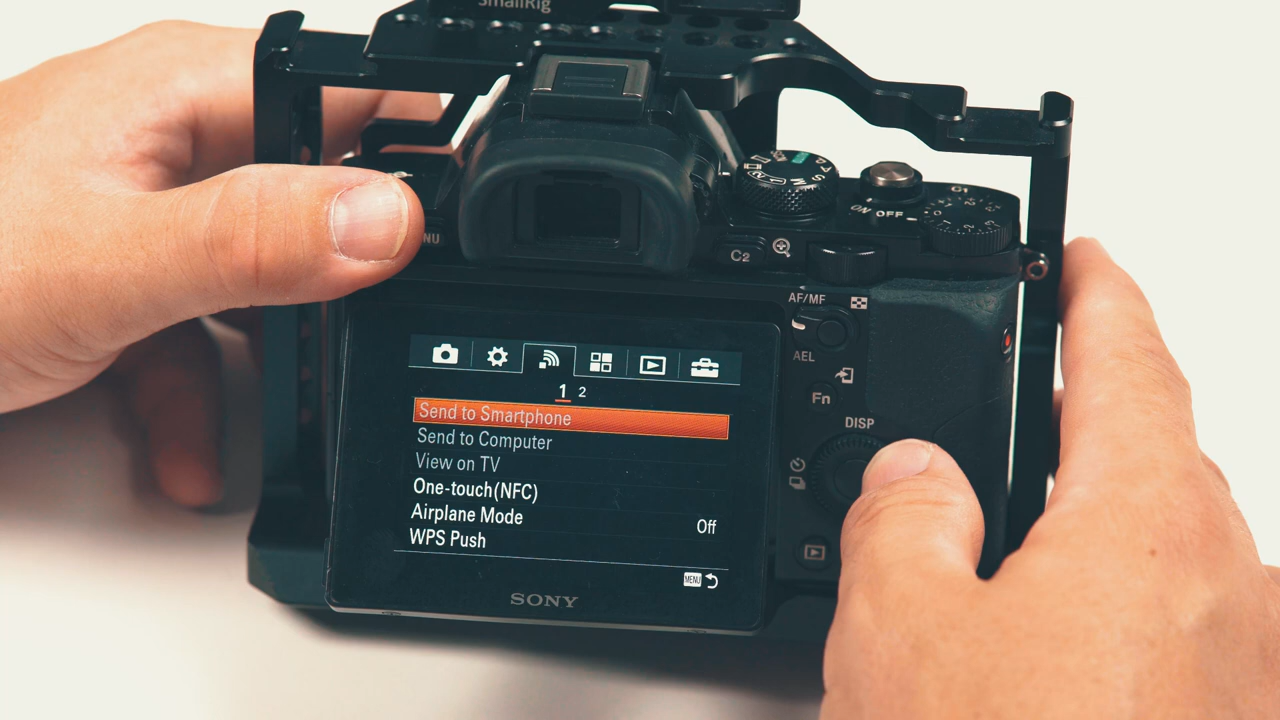 SmallRig
ON OFF
C1
C2
NU
AF/MF
AEL
Fn
DISP
1 2
Send to Smartphone
Send to Computer
View on TV
One-touch(NFC)
Airplane Mode Off
WPS Push
MENU
SONY